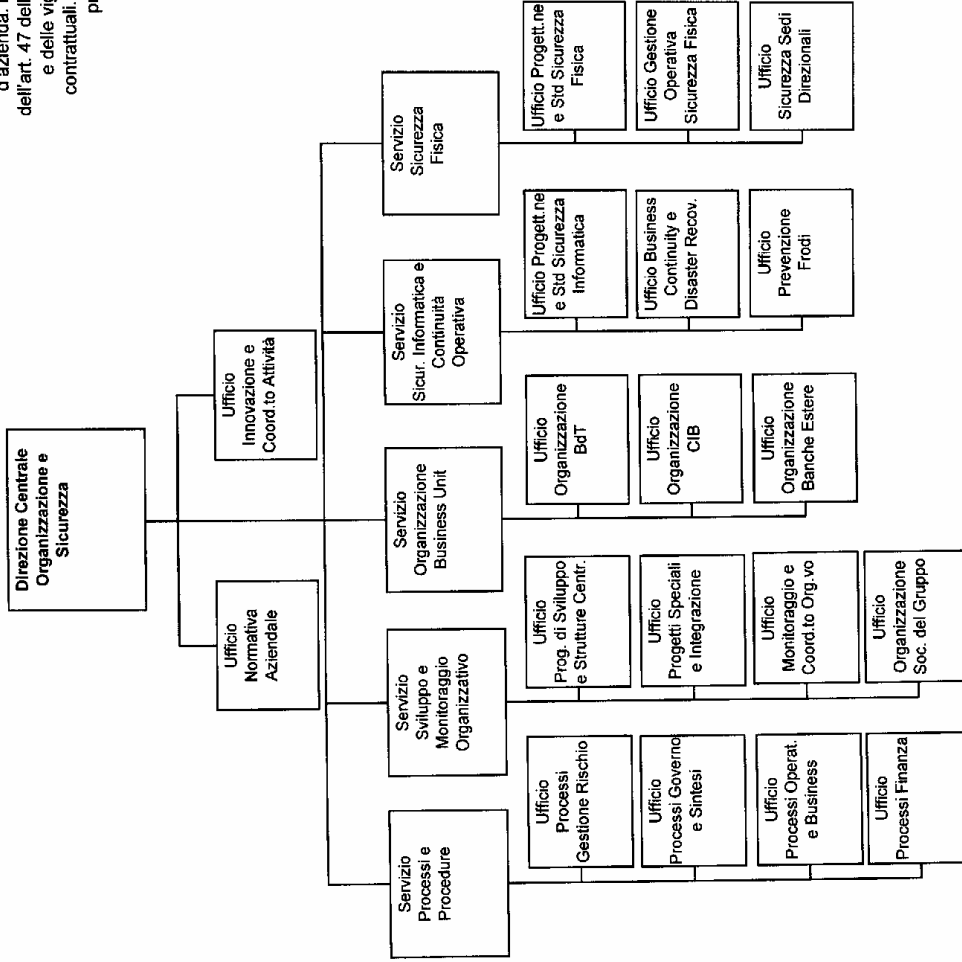 d'azienda.
dell'art. 47 dell
e delle vig
contrattuali.
Direzione Centrale
Organizzazione e
Sicurezza
Ufficio
Normativa
Aziendale
Ufficio
Innovazione e
Coord.to Attività
Servizio
Processi e
Procedure
Servizio
Sviluppo e
Monitoraggio
Organizzativo
Servizio
Organizzazione
Business Unit
Servizio
Sicur. Informatica e
Continuità
Operativa
Servizio
Sicurezza
Fisica
Ufficio
Processi
Gestione Rischio
Ufficio
Processi Governo
e Sintesi
Ufficio
Processi Operat.
e Business
Ufficio
Processi Finanza
Ufficio
Prog. di Sviluppo
e Strutture Centr.
Ufficio
Progetti Speciali
e Integrazione
Ufficio
Monitoraggio e
Coord.to Org.vo
Ufficio
Organizzazione
Soc. del Gruppo
Ufficio
Organizzazione
BdT
Ufficio
Organizzazione
CIB
Ufficio
Organizzazione
Banche Estere
Ufficio Progett.ne
e Std Sicurezza
Informatica
Ufficio Business
Continuity e
Disaster Recov.
Ufficio
Prevenzione
Frodi
Ufficio Progett.ne
e Std Sicurezza
Fisica
Ufficio Gestione
Operativa
Sicurezza Fisica
Ufficio
Sicurezza Sedi
Direzionali